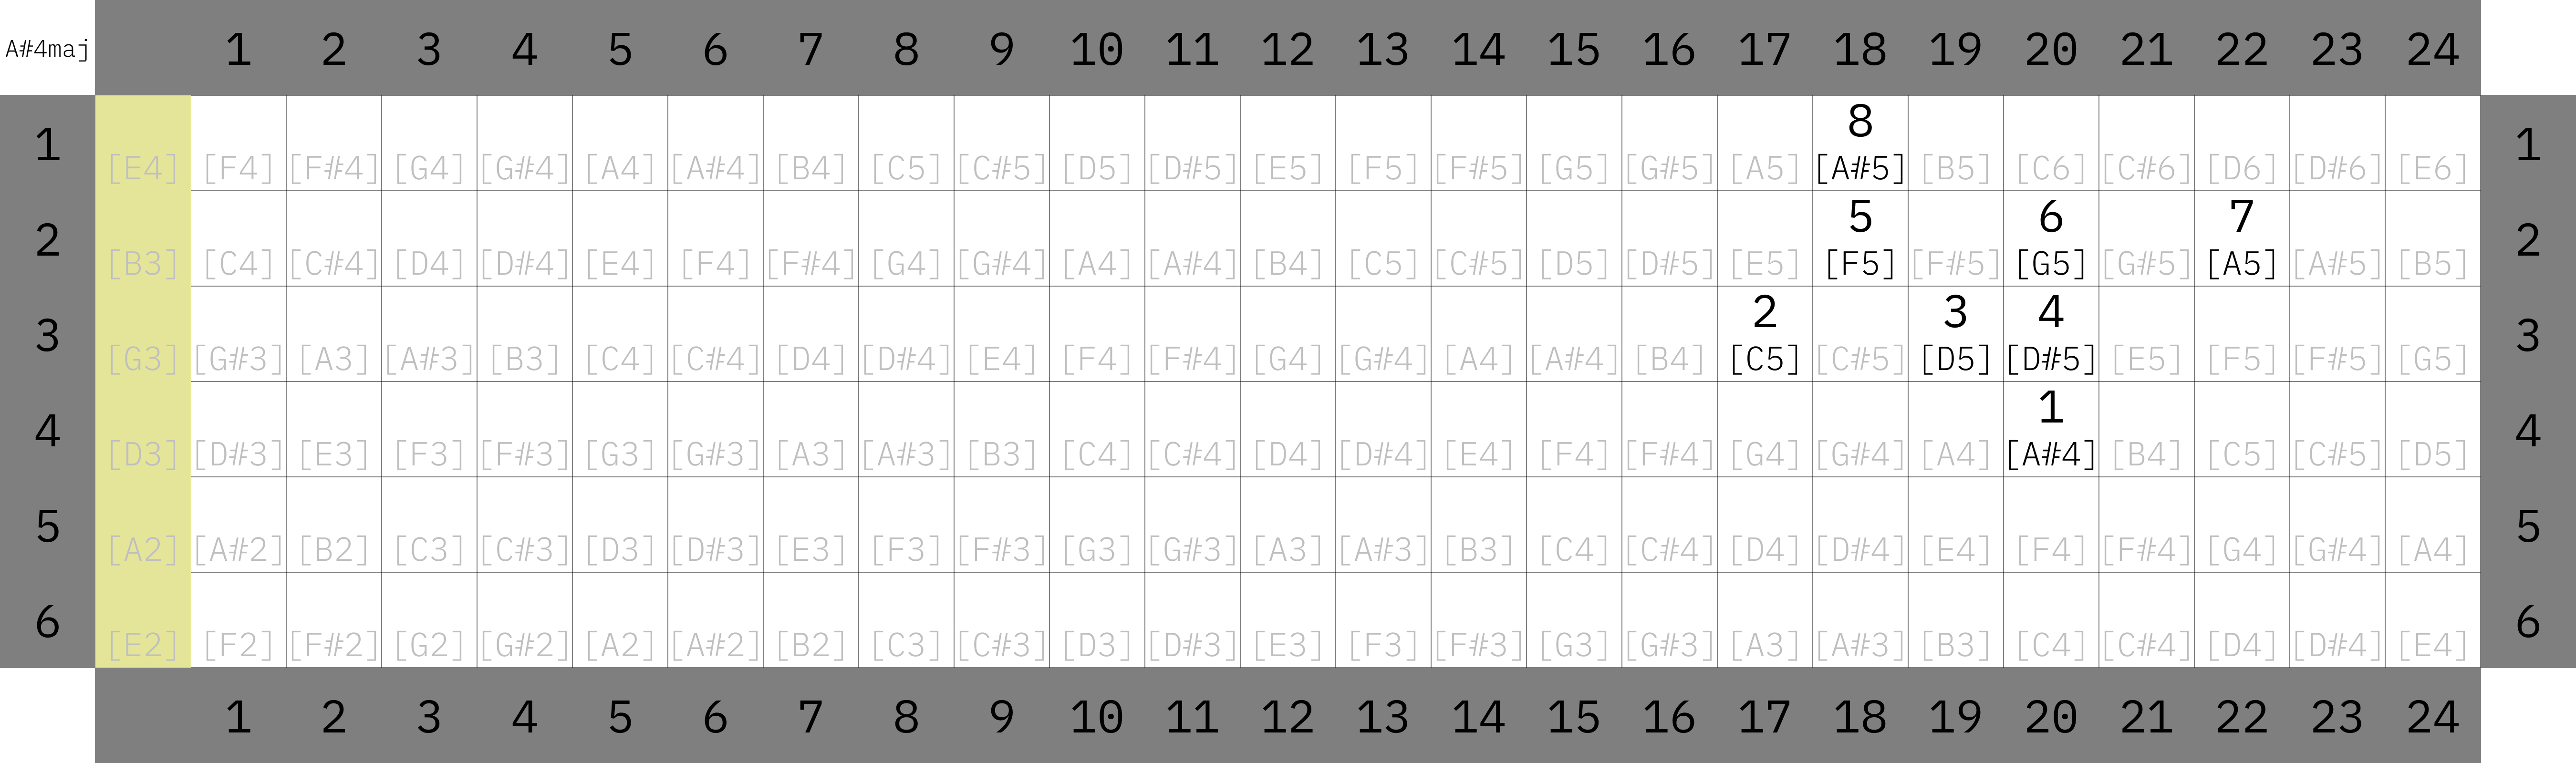 A#4maj 1 2 3 4 5 6 7 8 9 10 11 12 13 14 15 16 17 18 19 20 21 22 23 24
8
1 [E4] [F4] [F#4] [G4] [G#4] [A4] [A#4] [B4] [C5] [C#5] [D5] [D#5] [E5] [F5] [F#5] [G5] [G#5] [A5] [A#5] [B5] [C6] [C#6] [D6] [D#6] [E6] 1
5 6 7
2 [B3] [C4] [C#4] [D4] [D#4] [E4] [F4] [F#4] [G4] [G#4] [A4] [A#4] [B4] [C5] [C#5] [D5] [D#5] [E5] [F5] [F#5] [G5] [G#5] [A5] [A#5] [B5] 2
2 3 4
3 [G3] [G#3] [A3] [A#3] [B3] [C4] [C#4] [D4] [D#4] [E4] [F4] [F#4] [G4] [G#4] [A4] [A#4] [B4] [C5] [C#5] [D5] [D#5] [E5] [F5] [F#5] [G5] 3
1
4 [D3] [D#3] [E3] [F3] [F#3] [G3] [G#3] [A3] [A#3] [B3] [C4] [C#4] [D4] [D#4] [E4] [F4] [F#4] [G4] [G#4] [A4] [A#4] [B4] [C5] [C#5] [D5] 4
5 [A2] [A#2] [B2] [C3] [C#3] [D3] [D#3] [E3] [F3] [F#3] [G3] [G#3] [A3] [A#3] [B3] [C4] [C#4] [D4] [D#4] [E4] [F4] [F#4] [G4] [G#4] [A4] 5
6 [E2] [F2] [F#2] [G2] [G#2] [A2] [A#2] [B2] [C3] [C#3] [D3] [D#3] [E3] [F3] [F#3] [G3] [G#3] [A3] [A#3] [B3] [C4] [C#4] [D4] [D#4] [E4] 6
1 2 3 4 5 6 7 8 9 10 11 12 13 14 15 16 17 18 19 20 21 22 23 24